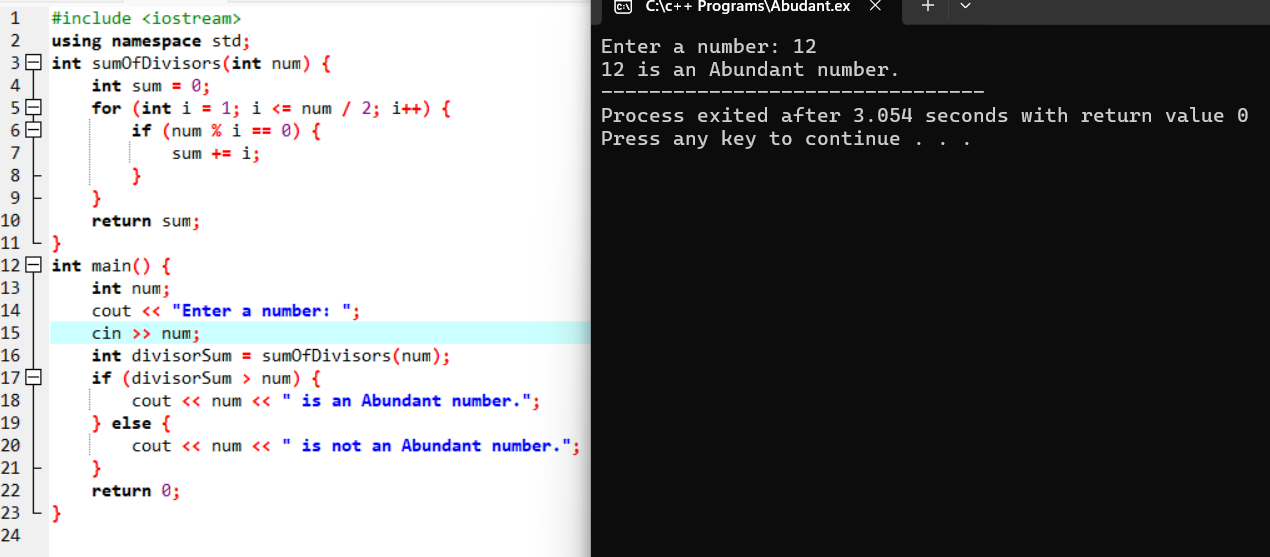 1 #include <iostream>
2 using namespace std;
3 int sumOfDivisors(int num) {
4     int sum = 0;
5     for (int i = 1; i <= num / 2; i++) {
6         if (num % i == 0) {
7             sum += i;
8         }
9     }
10     return sum;
11 }
12 int main() {
13     int num;
14     cout << "Enter a number: ";
15     cin >> num;
16     int divisorSum = sumOfDivisors(num);
17     if (divisorSum > num) {
18         cout << num << " is an Abundant number.";
19     } else {
20         cout << num << " is not an Abundant number.";
21     }
22     return 0;
23 }
24
C:\c++ Programs\Abudant.ex
Enter a number: 12
12 is an Abundant number.
--------------------------------
Process exited after 3.054 seconds with return value 0
Press any key to continue . . .